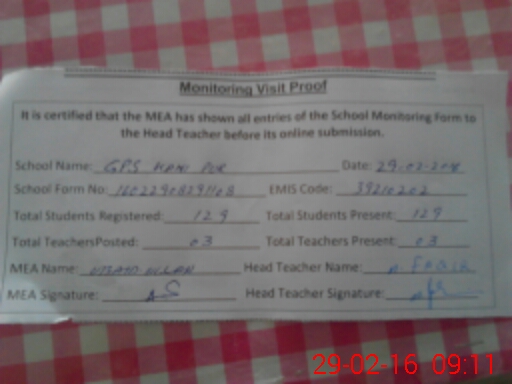 Monitoring Visit Proof
It is certified that the MEA has shown all entries of the School Monitoring Form to
the Head Teacher before its online submission.
School Name: GPS Date:
School Form No: EMIS Code: 39210202
Total Students Registered: 129 Total Students Present: 129
Total TeachersPosted: 03 Total Teachers Present: 03
MEA Name: Head Teacher Name:
MEA Signature: Head Teacher Signature:
29-02-16 09:11